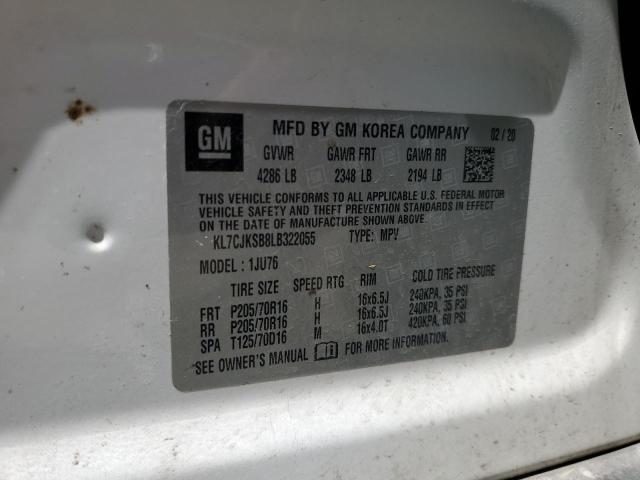 GM MFD BY GM KOREA COMPANY 02/20
GVWR GAWR FRT GAWR RR
4286 LB 2348 LB 2194 LB
THIS VEHICLE CONFORMS TO ALL APPLICABLE U.S. FEDERAL MOTOR
VEHICLE SAFETY AND THEFT PREVENTION STANDARDS IN EFFECT
ON THE DATE OF MANUFACTURE SHOWN ABOVE.
KL7CJKSB8LB322055 TYPE: MPV
MODEL: 1JU76
TIRE SIZE SPEED RTG RIM COLD TIRE PRESSURE
FRT P205/70R16 H 16x6.5J 240KPA, 35 PSI
RR P205/70R16 H 16x6.5J 240KPA, 35 PSI
SPA T125/70D16 M 16x4.0T 420KPA, 60 PSI
SEE OWNER'S MANUAL FOR MORE INFORMATION.